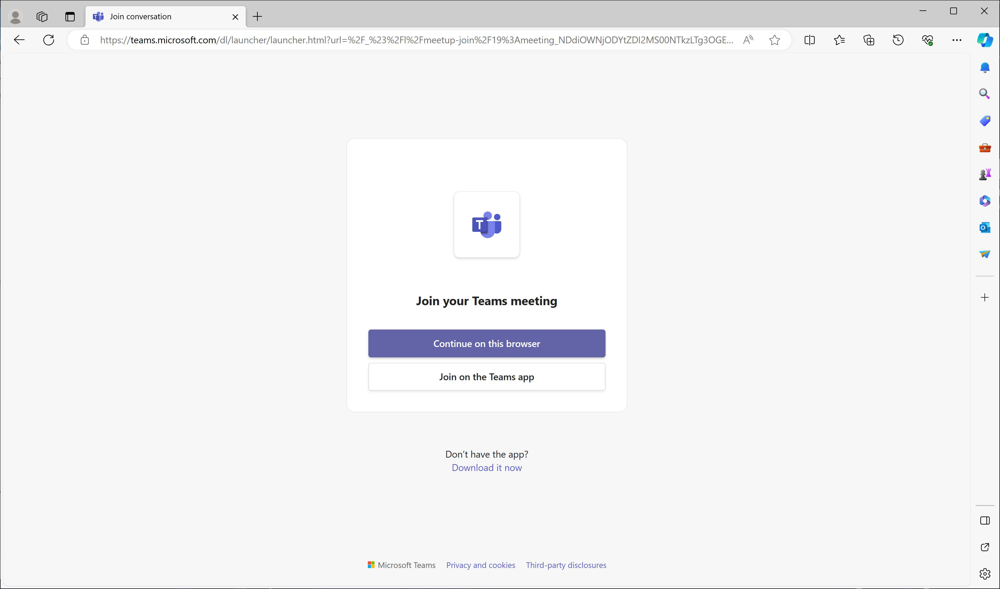 Join conversation
https://teams.microsoft.com/dl/launcher/launcher.html?url=%2F_%23%2Fl%2Fmeetup-join%2F19%3Ameeting_NDdiOWNjODYtZDI2MS00NTkzLTg3OGE...
T
Join your Teams meeting
Continue on this browser
Join on the Teams app
Don’t have the app?
Download it now
Microsoft Teams Privacy and cookies Third-party disclosures